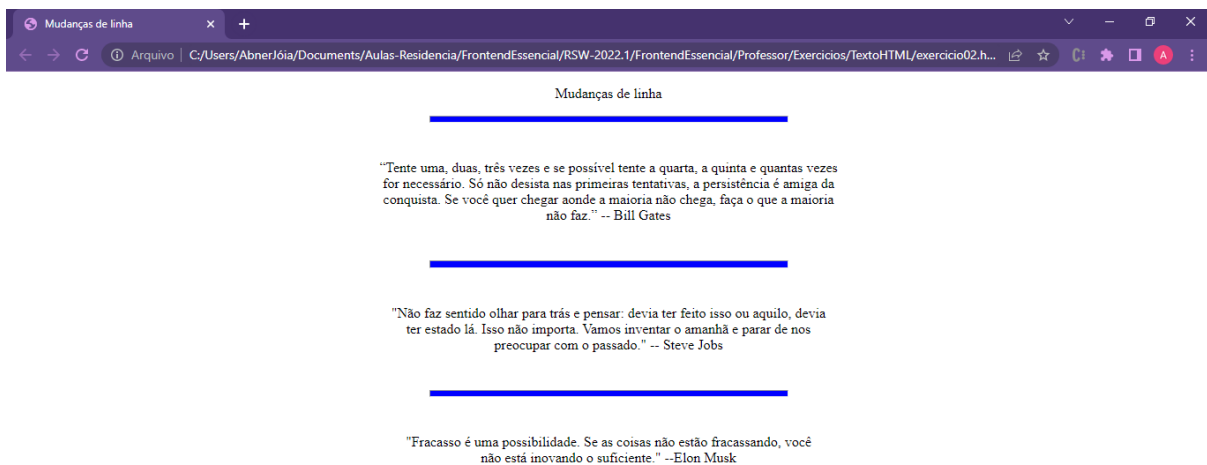 Mudanças de linha
Arquivo | C:/Users/AbnerJóia/Documents/Aulas-Residencia/FrontendEssencial/RSW-2022.1/FrontendEssencial/Professor/Exercicios/TextoHTML/exercicio02.h...
A
Mudanças de linha
“Tente uma, duas, três vezes e se possível tente a quarta, a quinta e quantas vezes
for necessário. Só não desista nas primeiras tentativas, a persistência é amiga da
conquista. Se você quer chegar aonde a maioria não chega, faça o que a maioria
não faz.” -- Bill Gates
"Não faz sentido olhar para trás e pensar: devia ter feito isso ou aquilo, devia
ter estado lá. Isso não importa. Vamos inventar o amanhã e parar de nos
preocupar com o passado." -- Steve Jobs
"Fracasso é uma possibilidade. Se as coisas não estão fracassando, você
não está inovando o suficiente." --Elon Musk